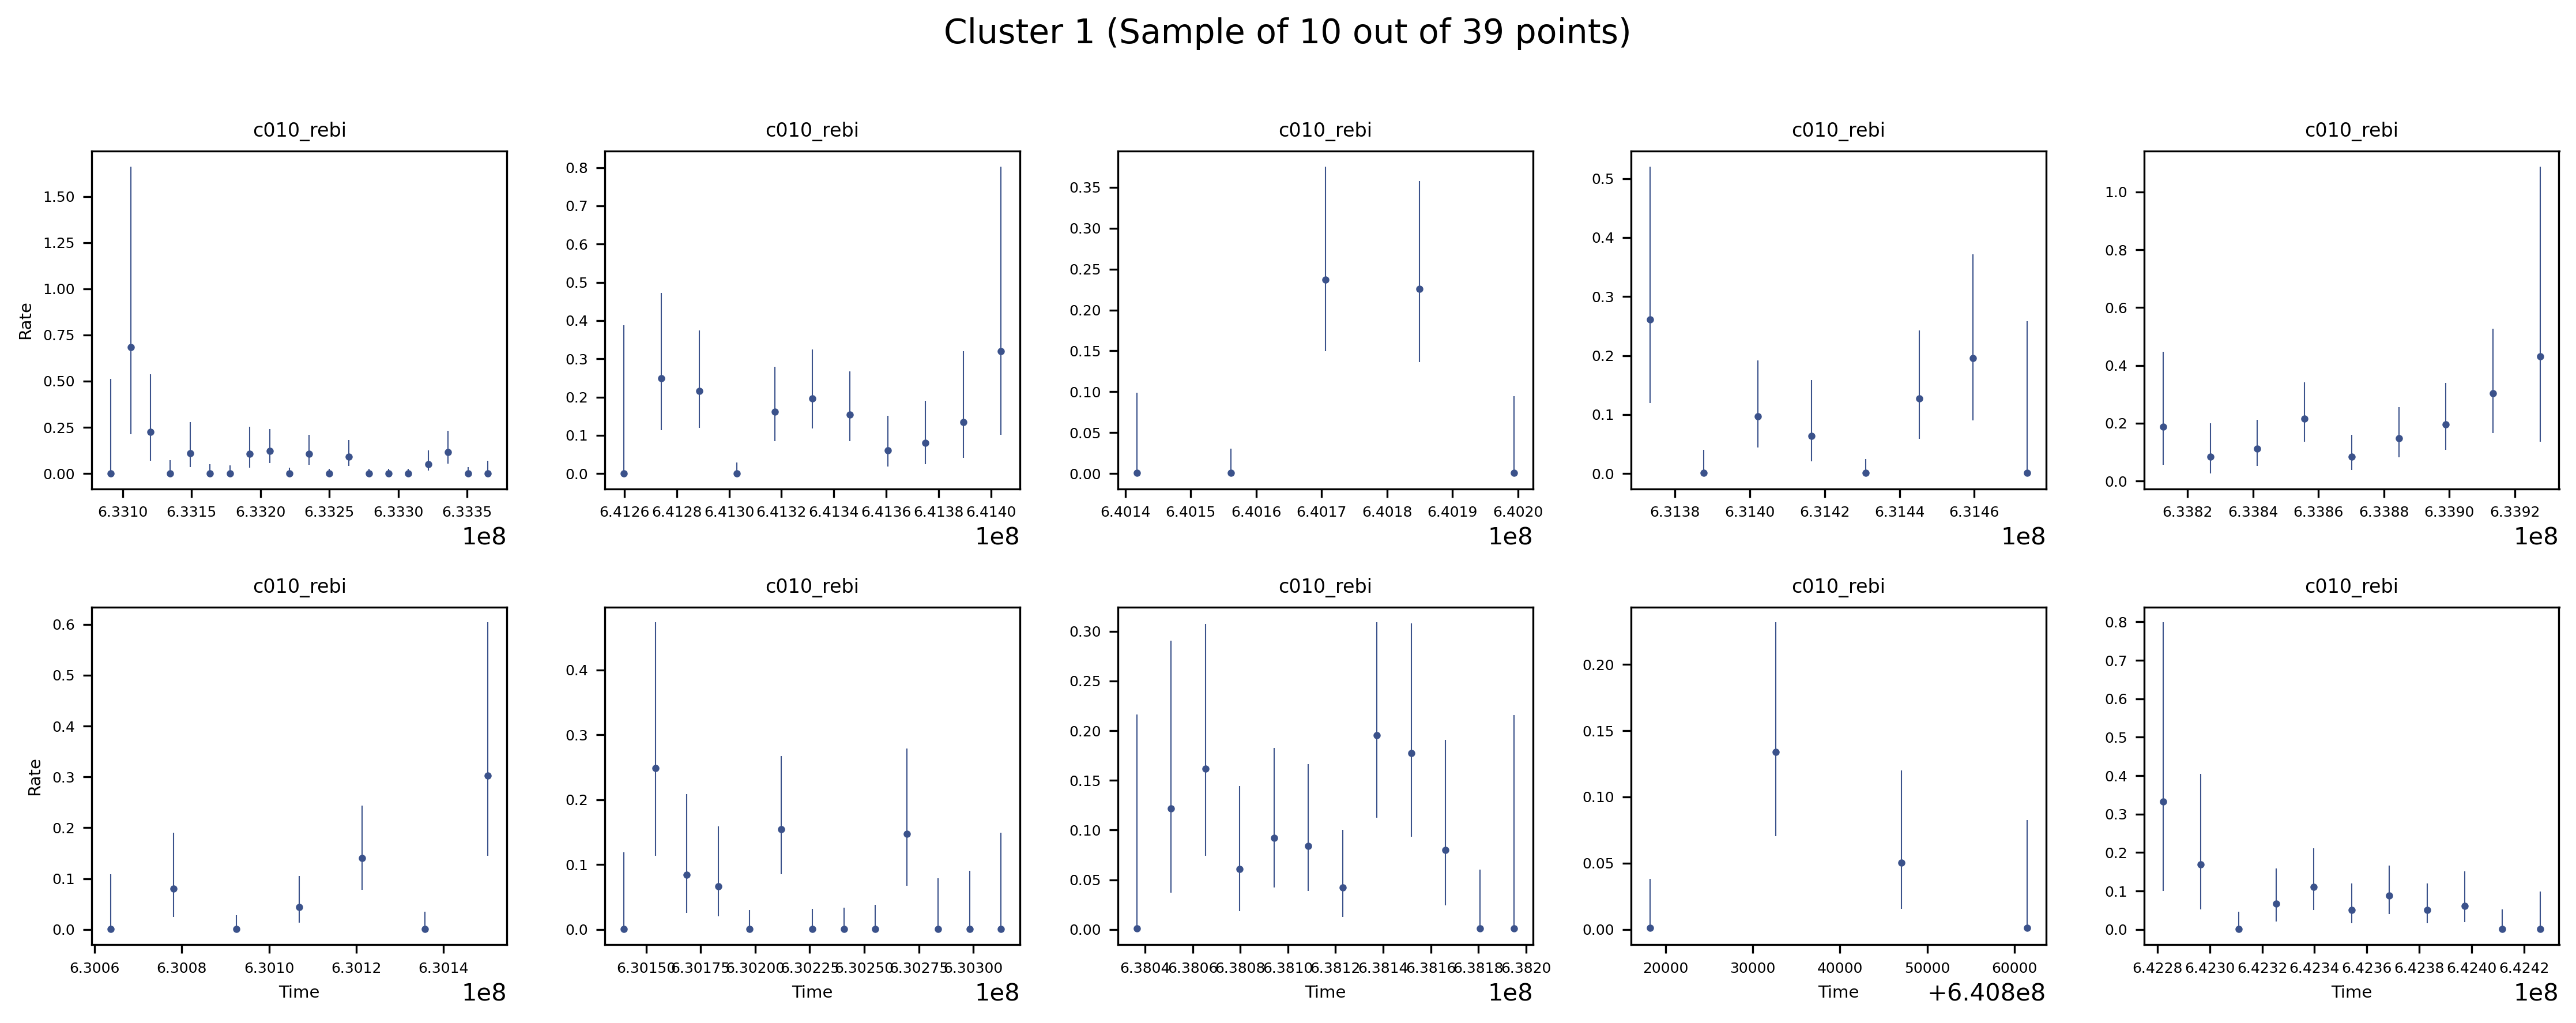 Cluster 1 (Sample of 10 out of 39 points)
c010_rebi c010_rebi c010_rebi c010_rebi c010_rebi
Rate
1.50
1.25
1.00
0.75
0.50
0.25
0.00
6.3310 6.3315 6.3320 6.3325 6.3330 6.3335
1e8
0.8
0.7
0.6
0.5
0.4
0.3
0.2
0.1
0.0
6.4126 6.4128 6.4130 6.4132 6.4134 6.4136 6.4138 6.4140
1e8
0.35
0.30
0.25
0.20
0.15
0.10
0.05
0.00
6.4014 6.4015 6.4016 6.4017 6.4018 6.4019 6.4020
1e8
0.5
0.4
0.3
0.2
0.1
0.0
6.3138 6.3140 6.3142 6.3144 6.3146
1e8
1.0
0.8
0.6
0.4
0.2
0.0
6.3382 6.3384 6.3386 6.3388 6.3390 6.3392
1e8
c010_rebi c010_rebi c010_rebi c010_rebi c010_rebi
Rate
0.6
0.5
0.4
0.3
0.2
0.1
0.0
6.3006 6.3008 6.3010 6.3012 6.3014
Time
1e8
0.4
0.3
0.2
0.1
0.0
6.30150 6.30175 6.30200 6.30225 6.30250 6.30275 6.30300
Time
1e8
0.30
0.25
0.20
0.15
0.10
0.05
0.00
6.3804 6.3806 6.3808 6.3810 6.3812 6.3814 6.3816 6.3818 6.3820
Time
1e8
0.20
0.15
0.10
0.05
0.00
20000 30000 40000 50000 60000
Time
+6.408e8
0.8
0.7
0.6
0.5
0.4
0.3
0.2
0.1
0.0
6.4228 6.4230 6.4232 6.4234 6.4236 6.4238 6.4240 6.4242
Time
1e8